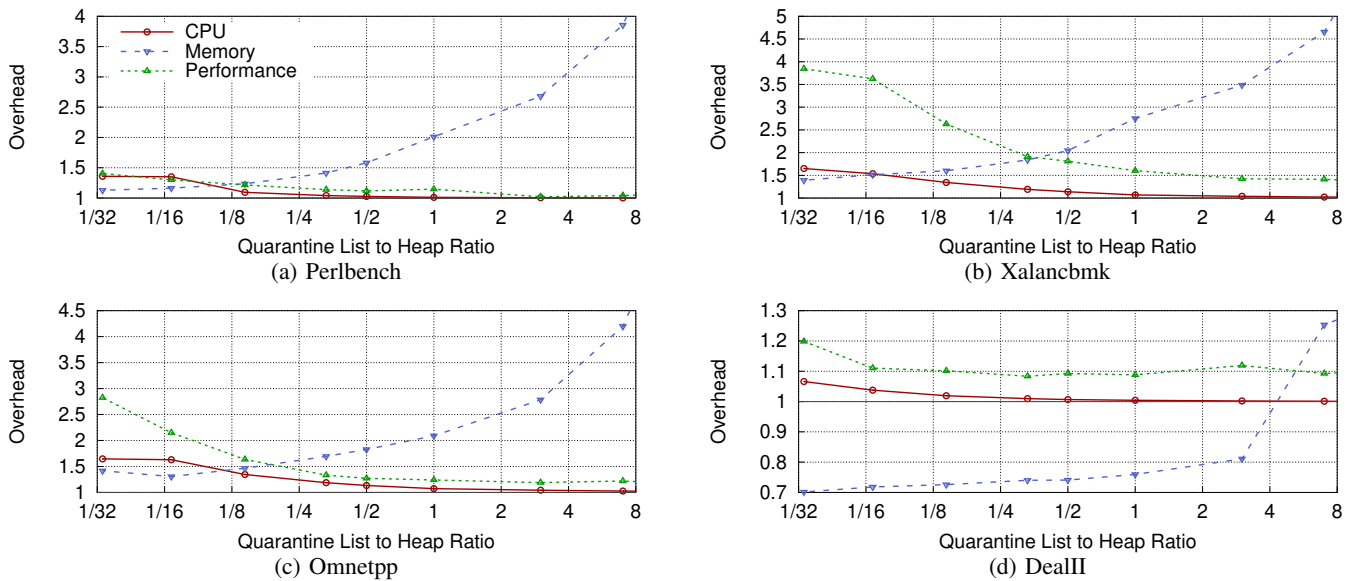 4
3.5
3
2.5
2
1.5
1
Overhead
CPU
Memory
Performance
1/32 1/16 1/8 1/4 1/2 1 2 4 8
Quarantine List to Heap Ratio
(a) Perlbench
5
4.5
4
3.5
3
2.5
2
1.5
1
Overhead
1/32 1/16 1/8 1/4 1/2 1 2 4 8
Quarantine List to Heap Ratio
(b) Xalancbmk
4.5
4
3.5
3
2.5
2
1.5
1
Overhead
1/32 1/16 1/8 1/4 1/2 1 2 4 8
Quarantine List to Heap Ratio
(c) Omnetpp
1.3
1.2
1.1
1
0.9
0.8
0.7
Overhead
1/32 1/16 1/8 1/4 1/2 1 2 4 8
Quarantine List to Heap Ratio
(d) DealII